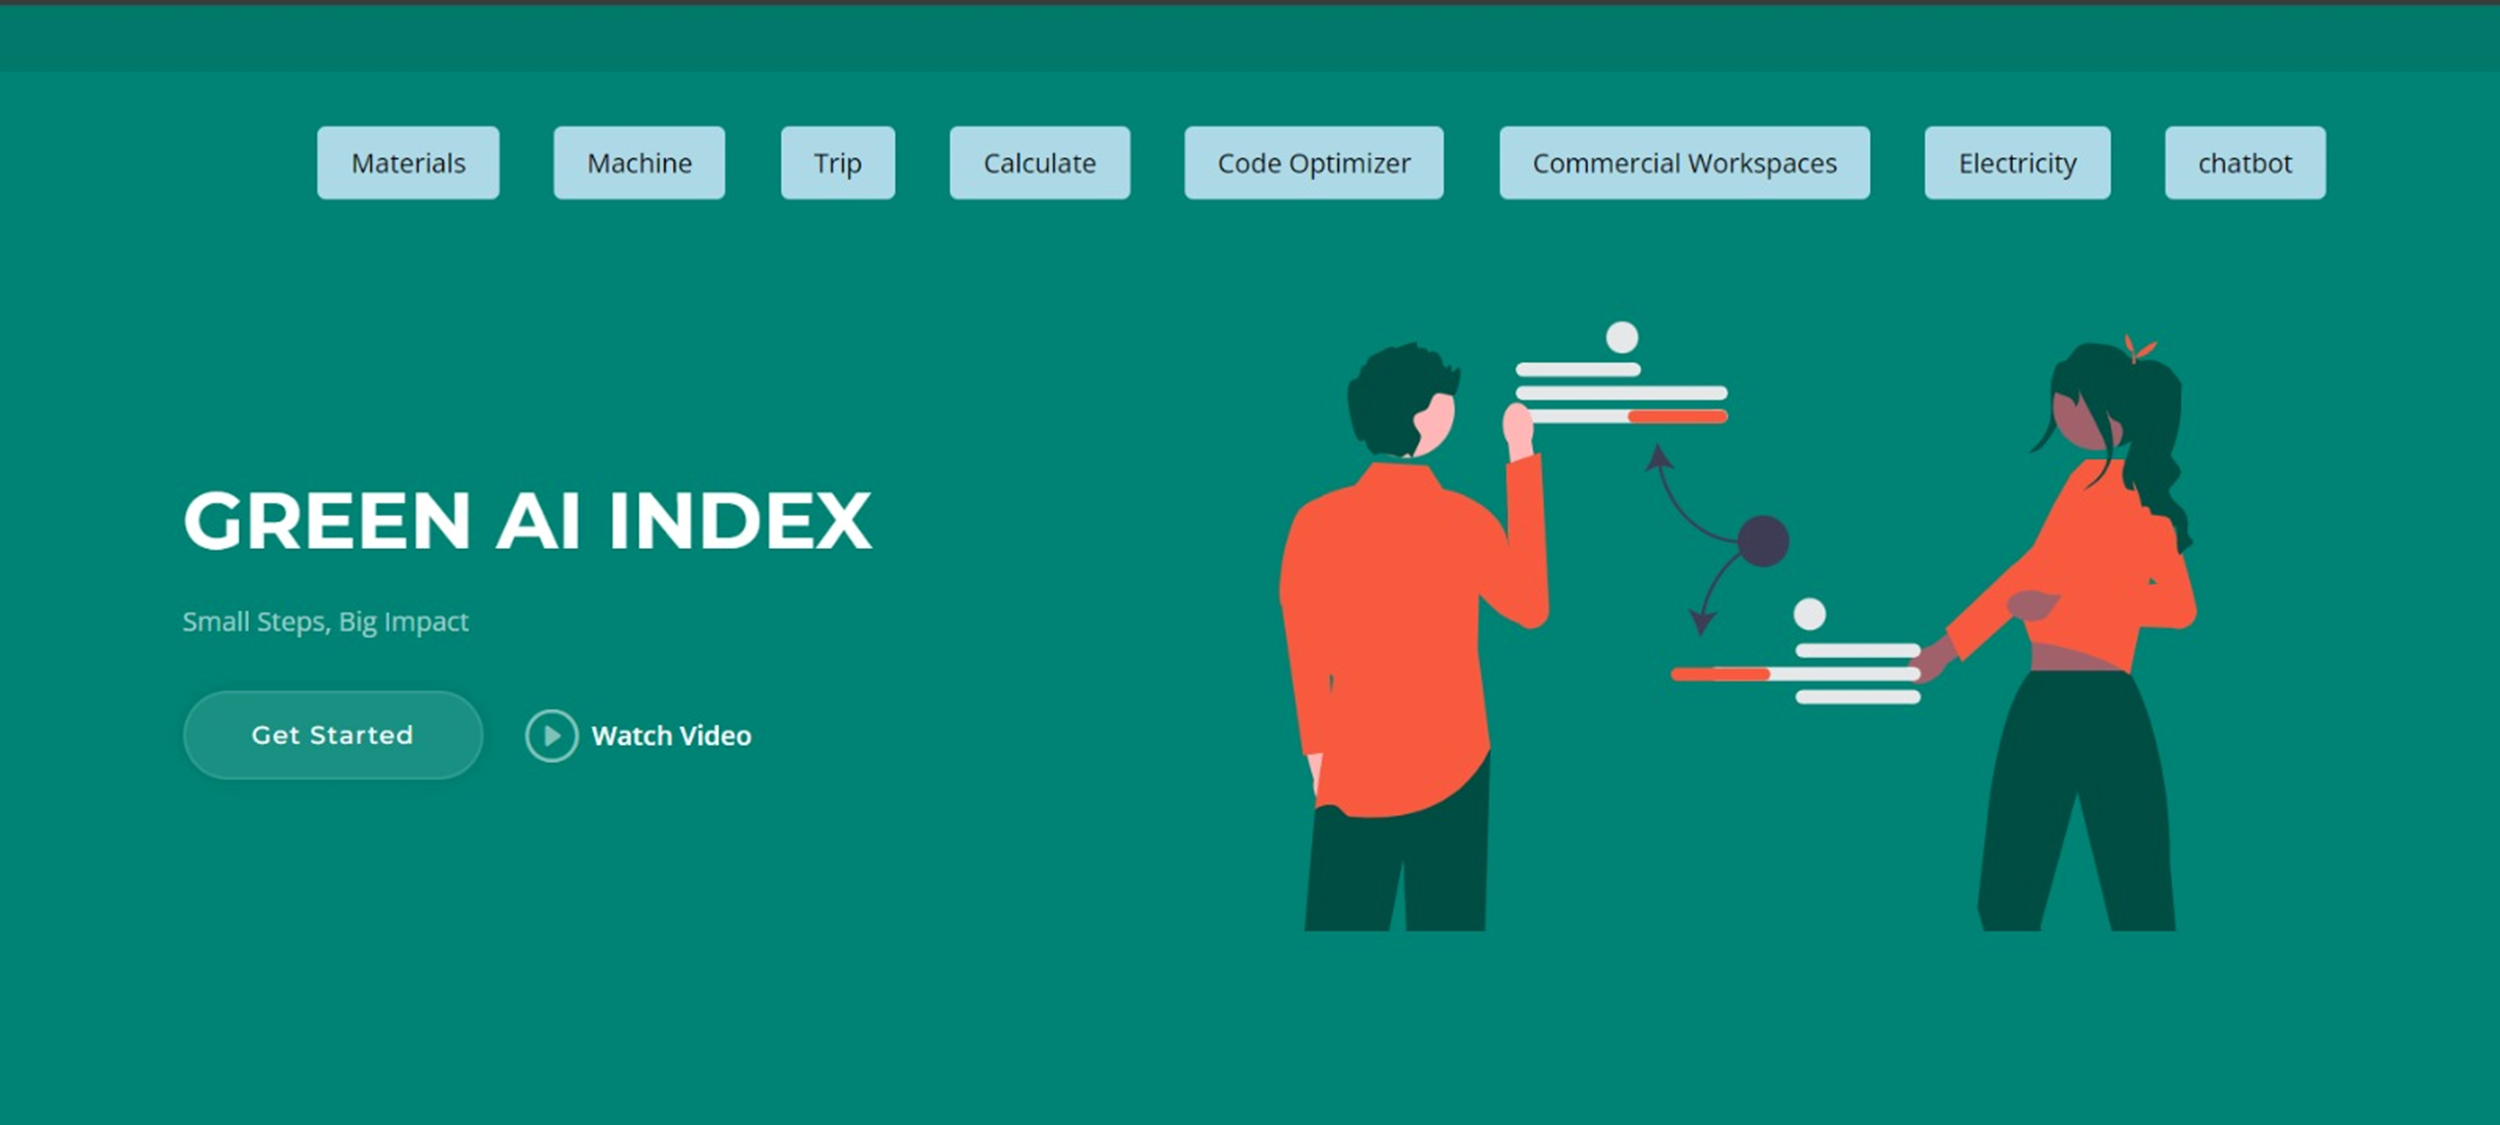 Materials Machine Trip Calculate Code Optimizer Commercial Workspaces Electricity chatbot
GREEN AI INDEX
Small Steps, Big Impact
Get Started Watch Video